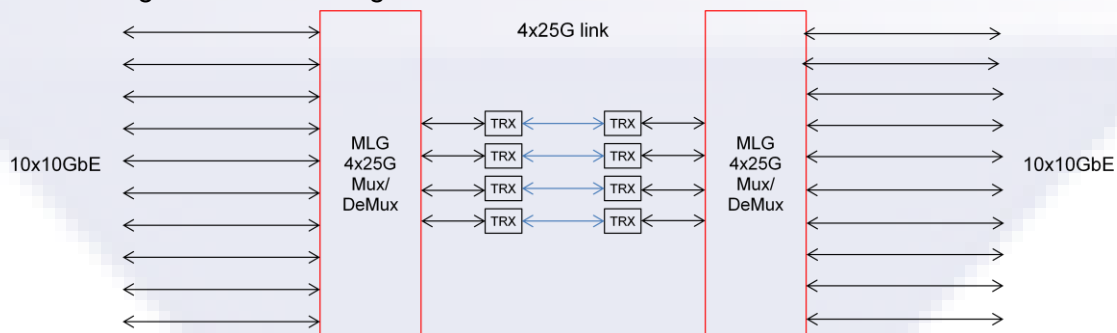 4x25G link
10x10GbE
MLG
4x25G
Mux/
DeMux
TRX
TRX
TRX
TRX
TRX
TRX
TRX
TRX
MLG
4x25G
Mux/
DeMux
10x10GbE